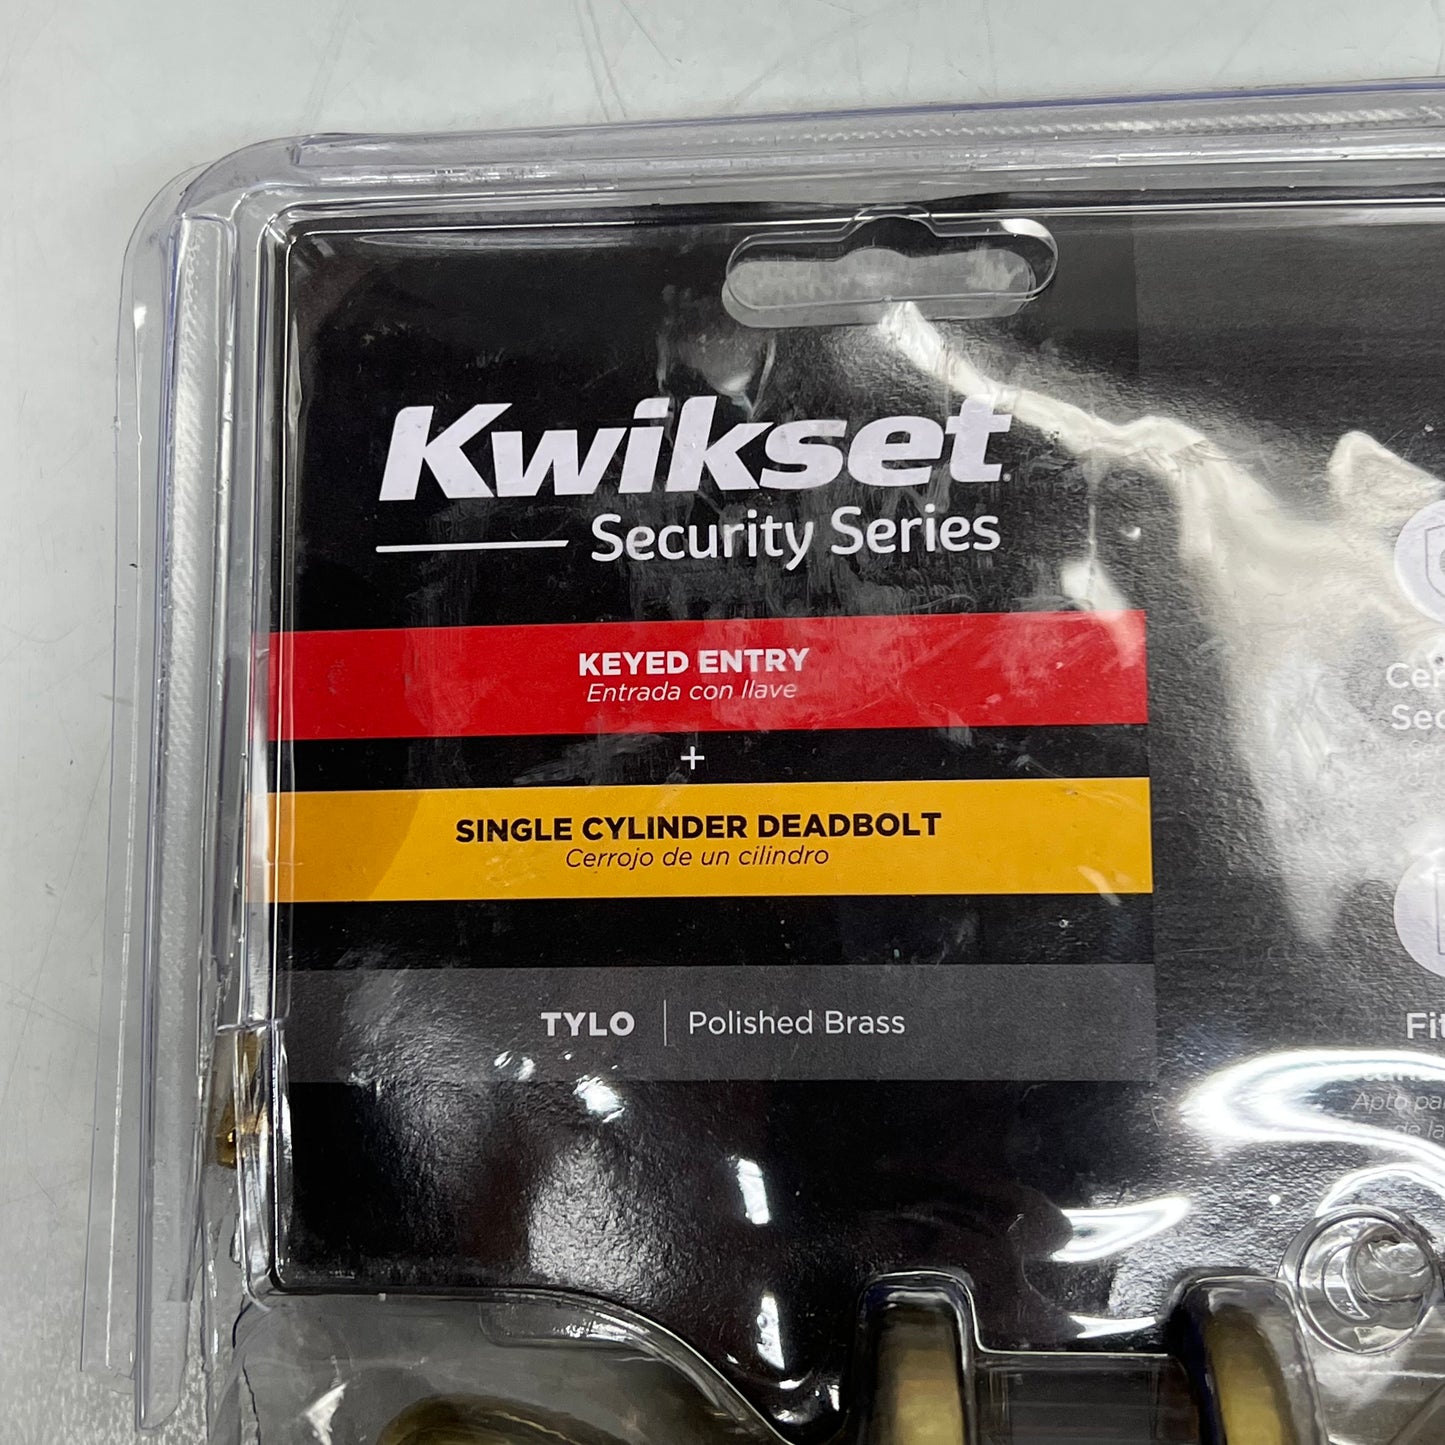 Kwikset
Security Series
KEYED ENTRY
Entrada con llave
+
SINGLE CYLINDER DEADBOLT
Cerrojo de un cilindro
TYLO | Polished Brass